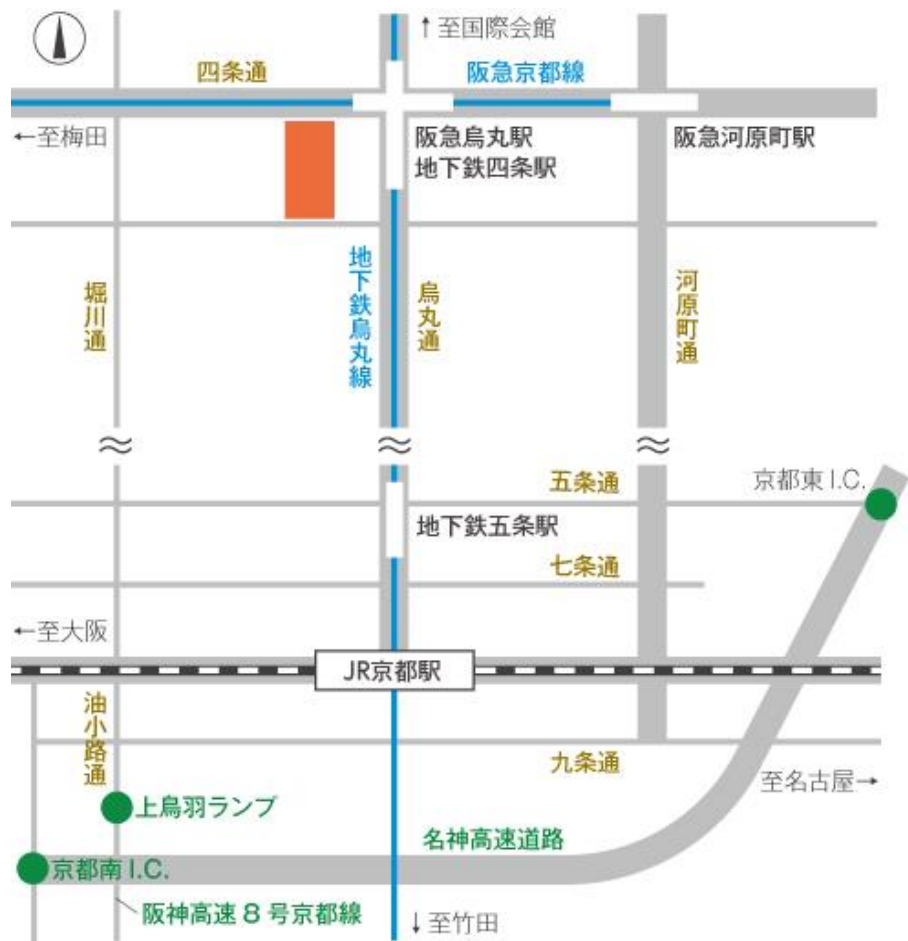 ↑至国際会館
四条通
阪急京都線
←至梅田
阪急烏丸駅
地下鉄四条駅
阪急河原町駅
堀川通
地下鉄烏丸線
烏丸通
河原町通
五条通
京都東 I.C.
地下鉄五条駅
七条通
←至大阪
JR京都駅
油小路通
九条通
至名古屋→
上鳥羽ランプ
名神高速道路
京都南 I.C.
阪神高速 8 号京都線
↓至竹田